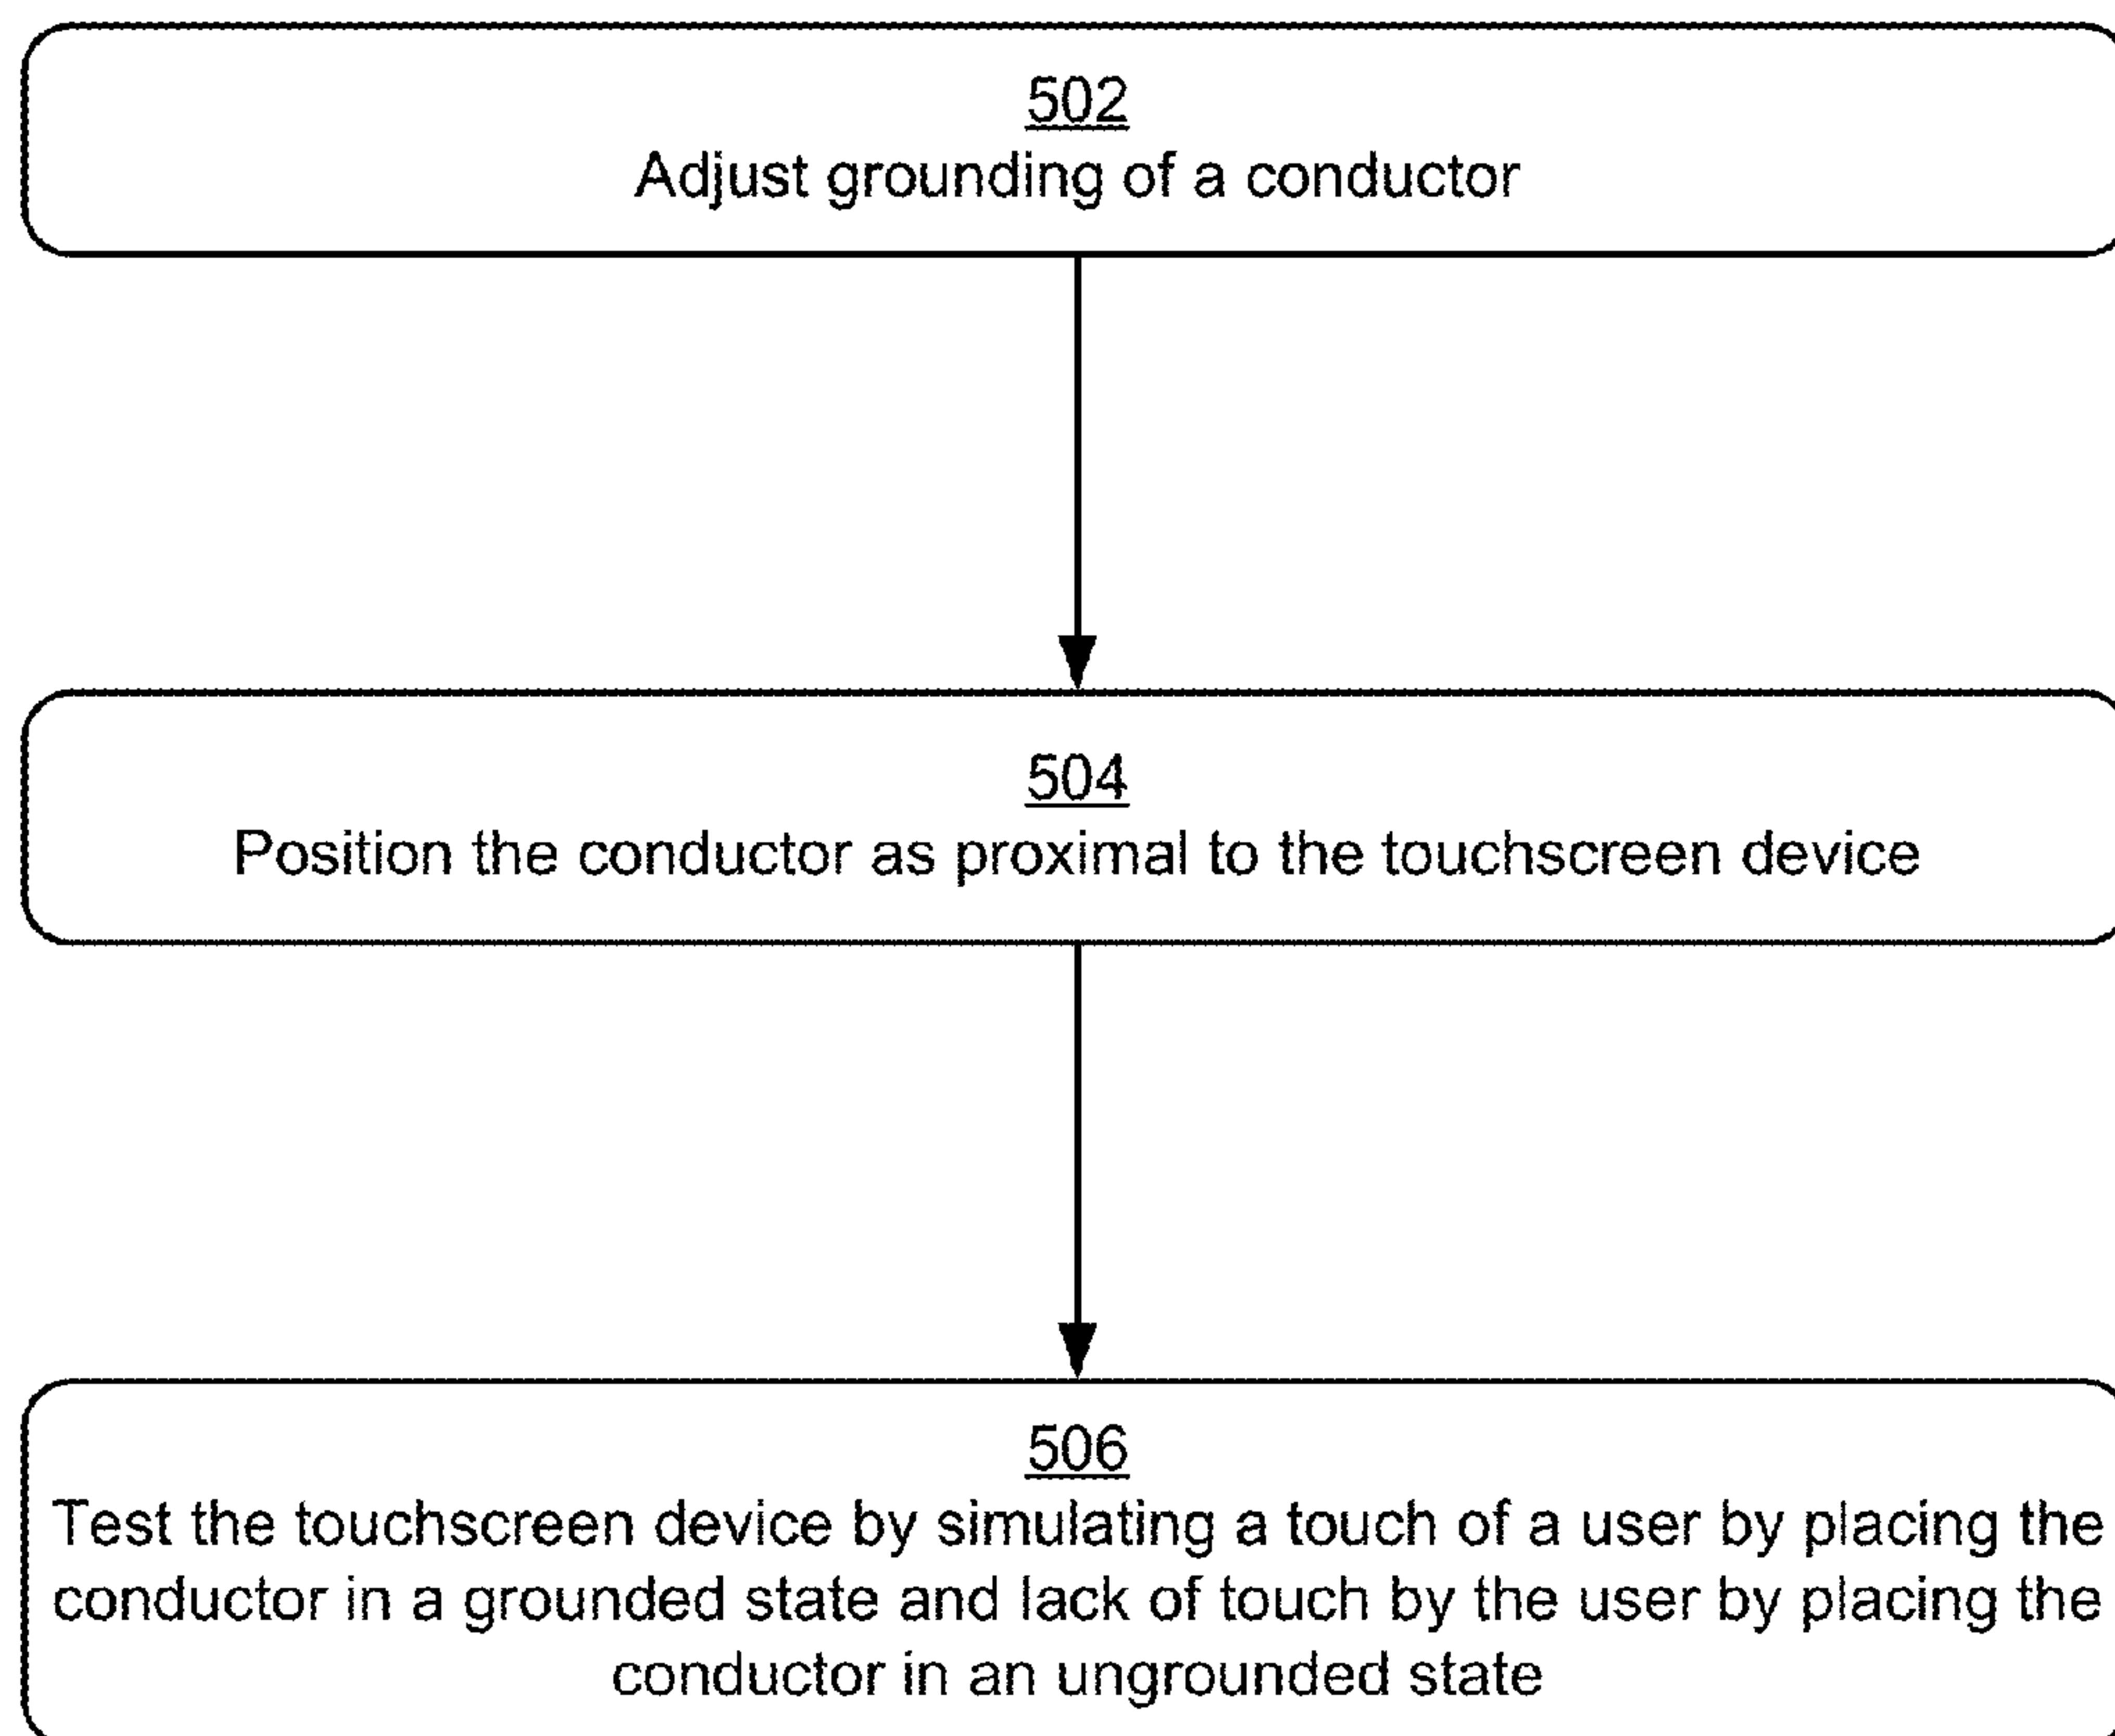 502
Adjust grounding of a conductor
504
Position the conductor as proximal to the touchscreen device
506
Test the touchscreen device by simulating a touch of a user by placing the
conductor in a grounded state and lack of touch by the user by placing the
conductor in an ungrounded state